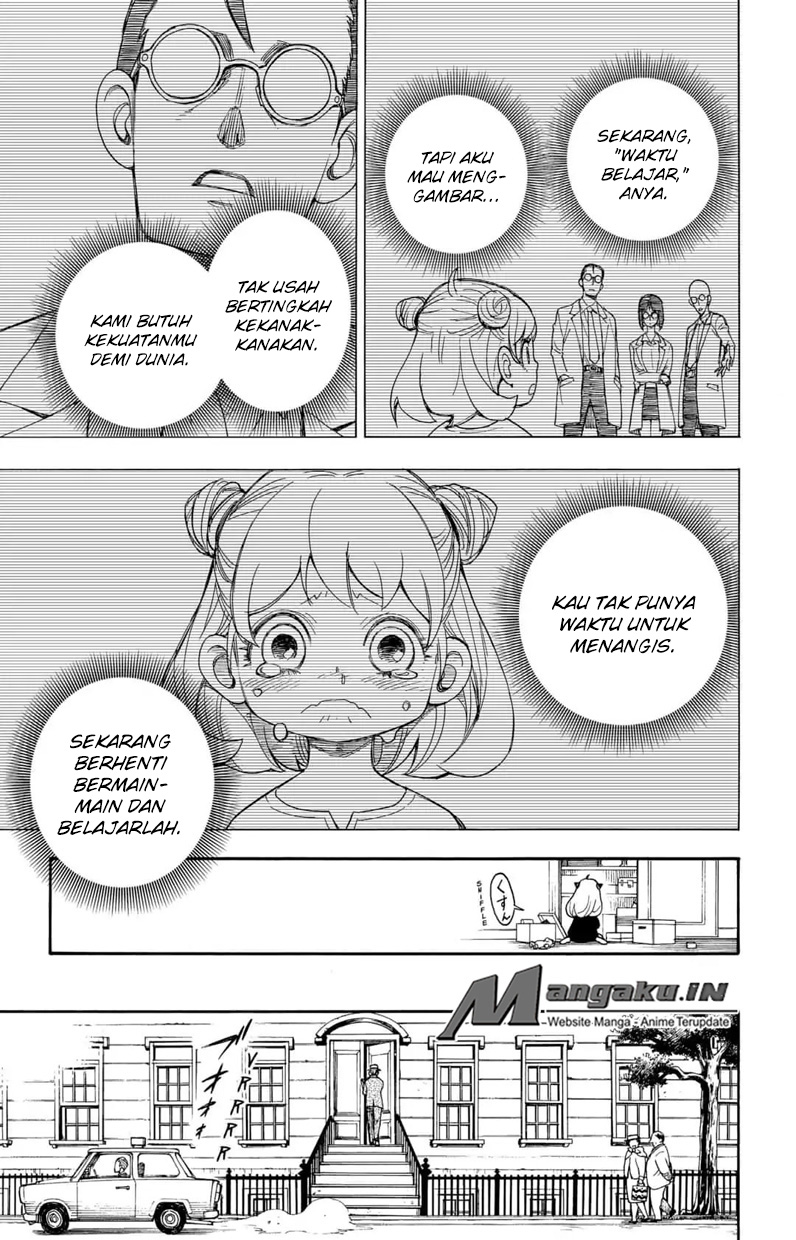 SEKARANG,
"WAKTU
BELAJAR,"
ANYA.
TAPI AKU
MAU MENG-
GAMBAR...
TAK USAH
BERTINGKAH
KEKANAK-
KANAKAN.
KAMI BUTUH
KEKUATANMU
DEMI DUNIA.
KAU TAK PUNYA
WAKTU UNTUK
MENANGIS.
SEKARANG
BERHENTI
BERMAIN-
MAIN DAN
BELAJARLAH.
くすん
SNIFFLE
Mangaku.IN
Website Manga - Anime Terupdate
VRRRRR